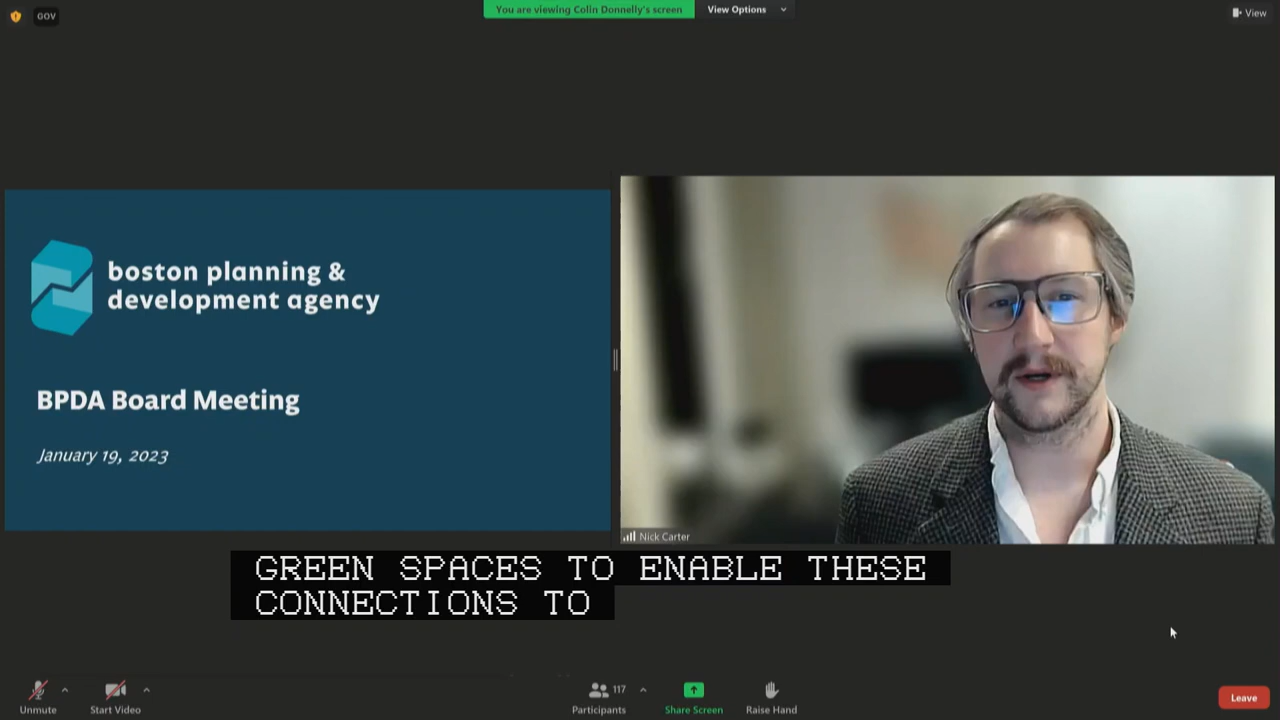 GOV
You are viewing Colin Donnelly's screen
View Options
View
boston planning &
development agency
BPDA Board Meeting
January 19, 2023
Nick Carter
GREEN SPACES TO ENABLE THESE
CONNECTIONS TO
Unmute
Start Video
117
Participants
Share Screen
Raise Hand
Leave